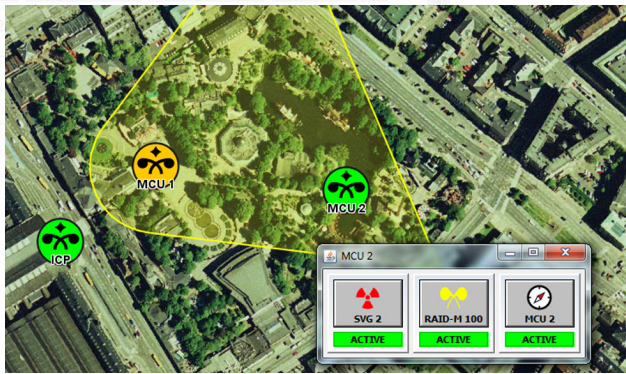 MCU 1
MCU 2
ICP
MCU 2
SVG 2
RAID-M 100
MCU 2
ACTIVE
ACTIVE
ACTIVE